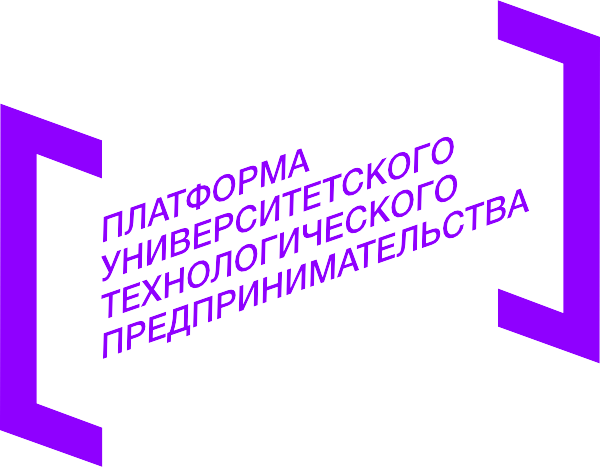 ПЛАТФОРМА
УНИВЕРСИТЕТСКОГО
ТЕХНОЛОГИЧЕСКОГО
ПРЕДПРИНИМАТЕЛЬСТВА